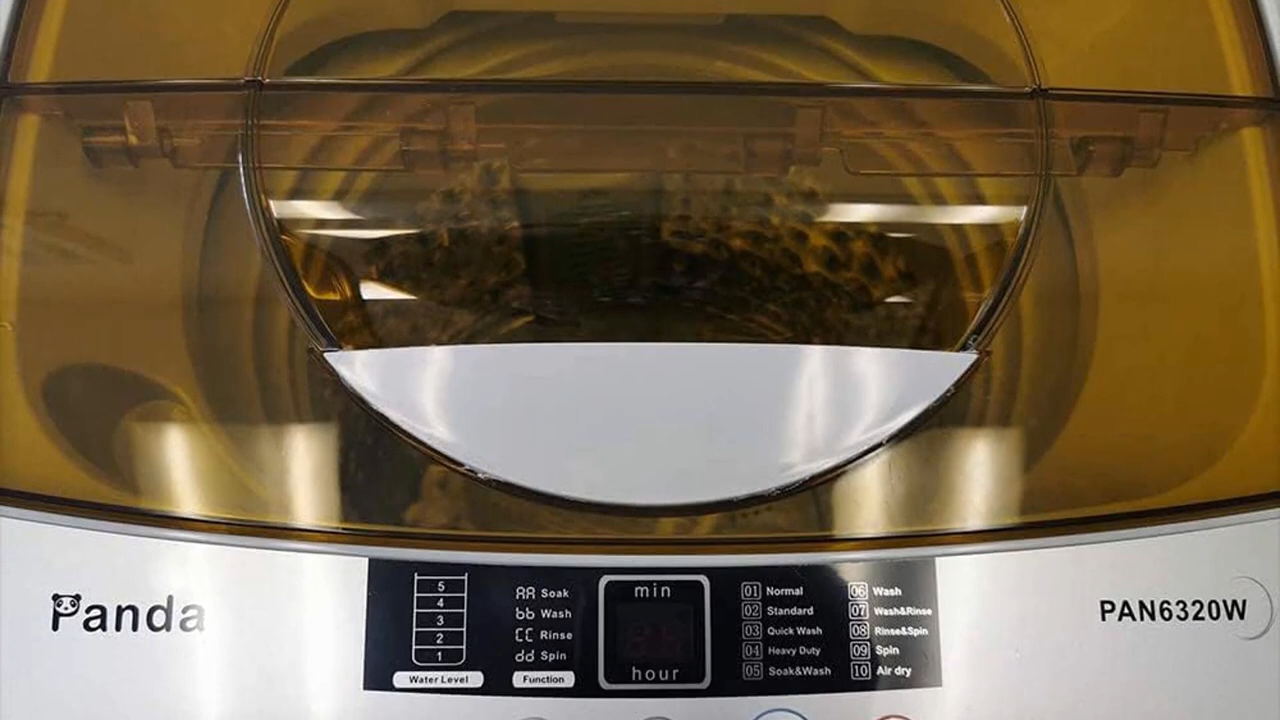 Panda
5
4
3
2
1
Water Level
AA Soak
bb Wash
CC Rinse
dd Spin
Function
min
hour
01 Normal
02 Standard
03 Quick Wash
04 Heavy Duty
05 Soak&Wash
06 Wash
07 Wash&Rinse
08 Rinse&Spin
09 Spin
10 Air dry
PAN6320W